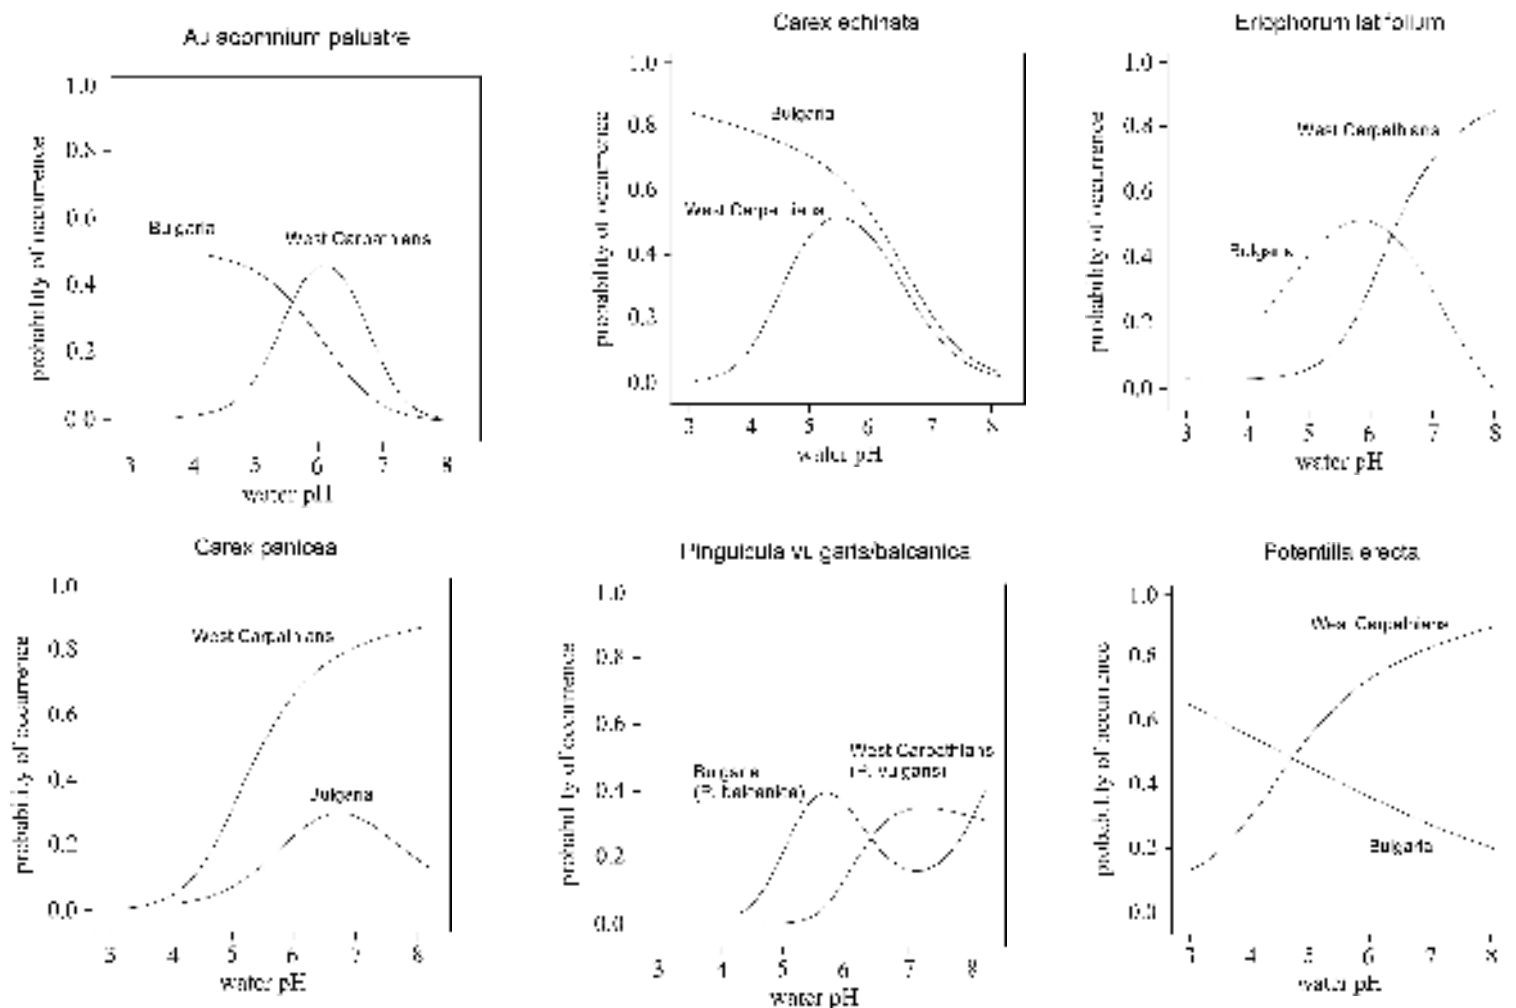 Aulacomnium palustre
1.0
0.8
0.6
0.4
0.2
0.0
probability of occurrence
Bulgaria
West Carpathians
3 4 5 6 7 8
water pH
Carex echinata
1.0
0.8
0.6
0.4
0.2
0.0
probability of occurrence
Bulgaria
West Carpathians
3 4 5 6 7 8
water pH
Eriophorum latifolium
1.0
0.8
0.6
0.4
0.2
0,0
probability of occurrence
West Carpathians
Bulgaria
3 4 5 6 7 8
water pH
Carex panicea
1.0
0.8
0.6
0.4
0.2
0.0
probability of occurrence
West Carpathians
Bulgaria
3 4 5 6 7 8
water pH
Pinguicula vulgaris/balcanica
1.0
0.8
0.6
0.4
0.2
0.0
probability of occurrence
Bulgaria
(P. balcanica)
West Carpathians
(P. vulgaris)
3 4 5 6 7 8
water pH
Potentilla erecta
1.0
0.8
0.6
0.4
0.2
0.0
probability of occurrence
West Carpathians
Bulgaria
3 4 5 6 7 8
water pH